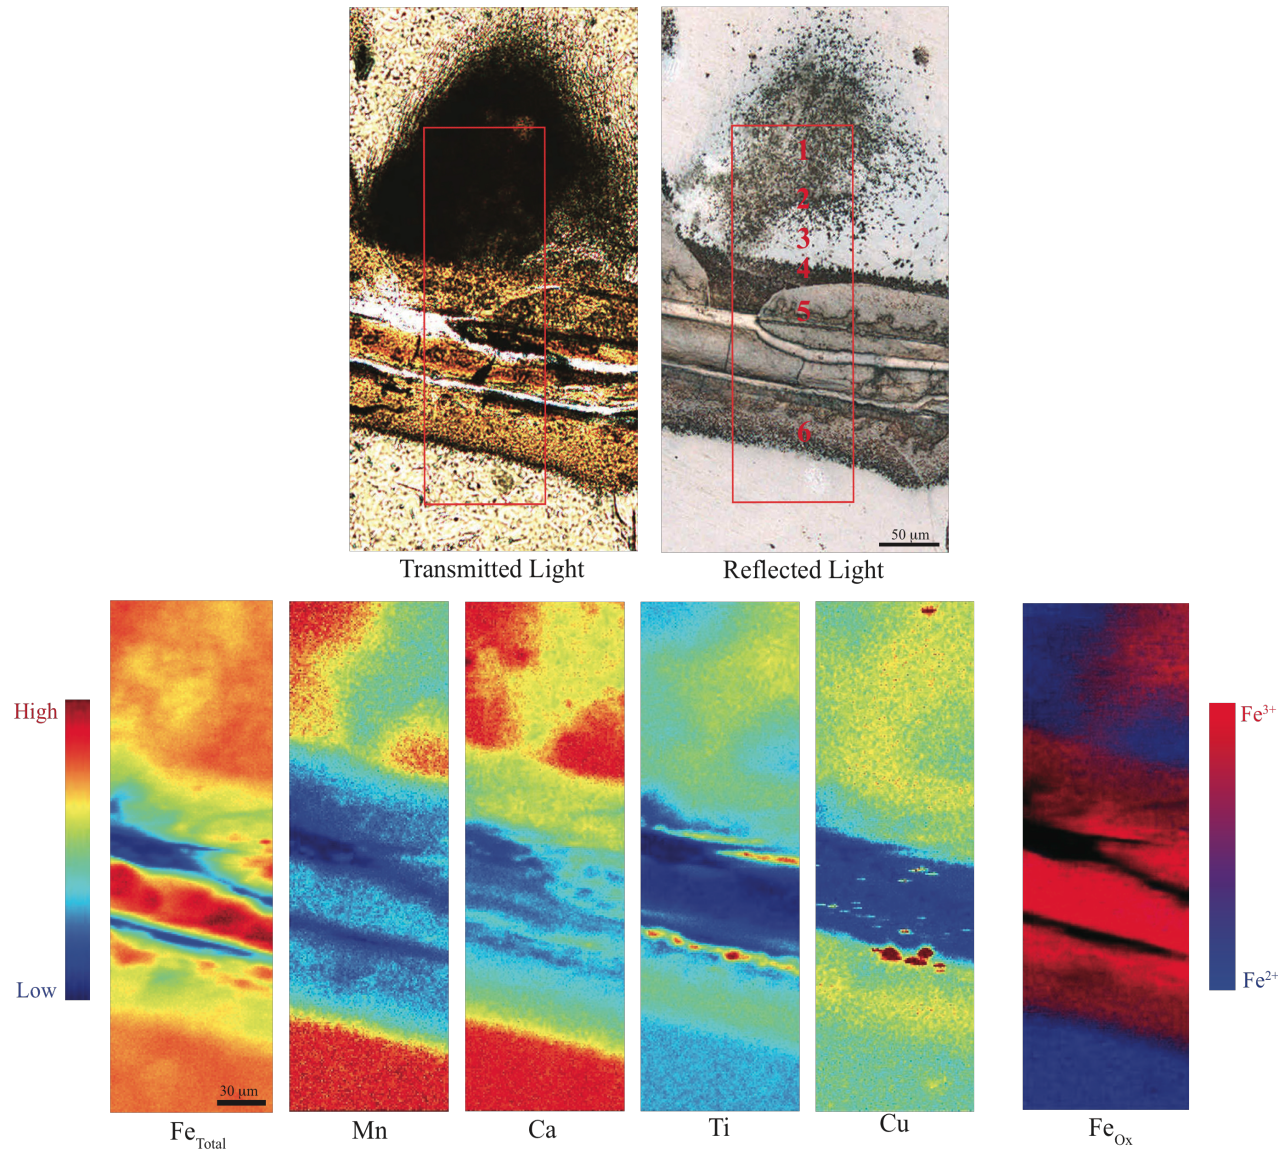 1
2
3
4
5
6
50 μm
Transmitted Light
Reflected Light
High
Low
30 μm
Fe³⁺
Fe²⁺
Fe_Total
Mn
Ca
Ti
Cu
Fe_Ox